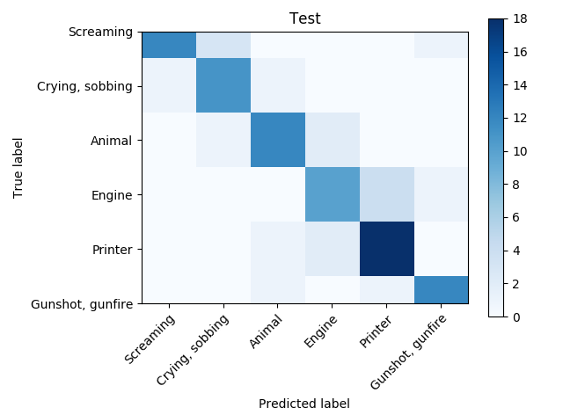 Test
Screaming
Crying, sobbing
Animal
Engine
Printer
Gunshot, gunfire
True label
Screaming
Crying, sobbing
Animal
Engine
Printer
Gunshot, gunfire
Predicted label
18
16
14
12
10
8
6
4
2
0